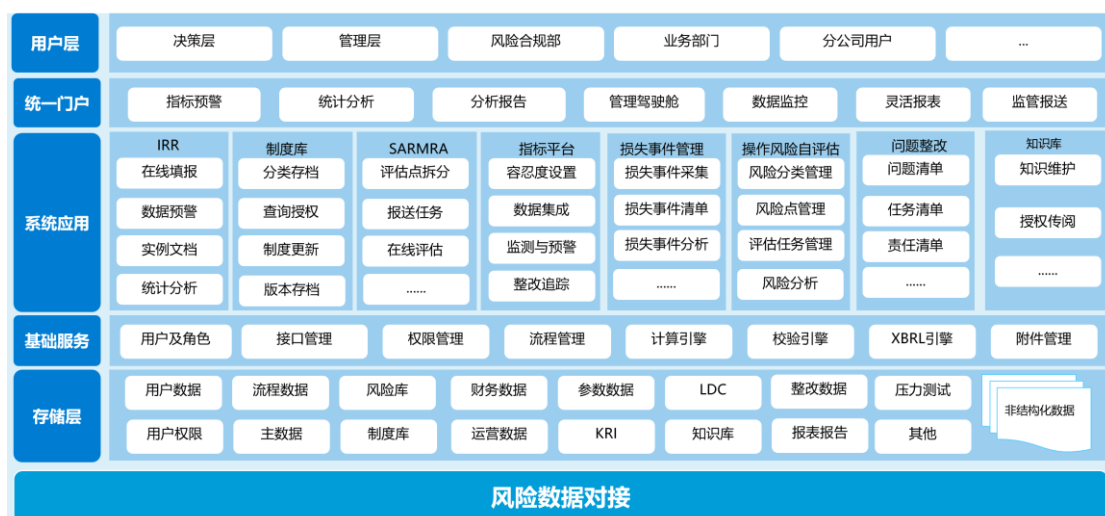 用户层
决策层
管理层
风险合规部
业务部门
分公司用户
...
统一门户
指标预警
统计分析
分析报告
管理驾驶舱
数据监控
灵活报表
监管报送
系统应用
IRR
在线填报
数据预警
实例文档
统计分析
制度库
分类存档
查询授权
制度更新
版本存档
SARMRA
评估点拆分
报送任务
在线评估
......
指标平台
容忍度设置
数据集成
监测与预警
整改追踪
损失事件管理
损失事件采集
损失事件清单
损失事件分析
......
操作风险自评估
风险分类管理
风险点管理
评估任务管理
风险分析
问题整改
问题清单
任务清单
责任清单
......
知识库
知识维护
授权传阅
......
基础服务
用户及角色
接口管理
权限管理
流程管理
计算引擎
校验引擎
XBRL引擎
附件管理
存储层
用户数据
流程数据
风险库
财务数据
参数数据
LDC
整改数据
压力测试
用户权限
主数据
制度库
运营数据
KRI
知识库
报表报告
其他
非结构化数据
风险数据对接